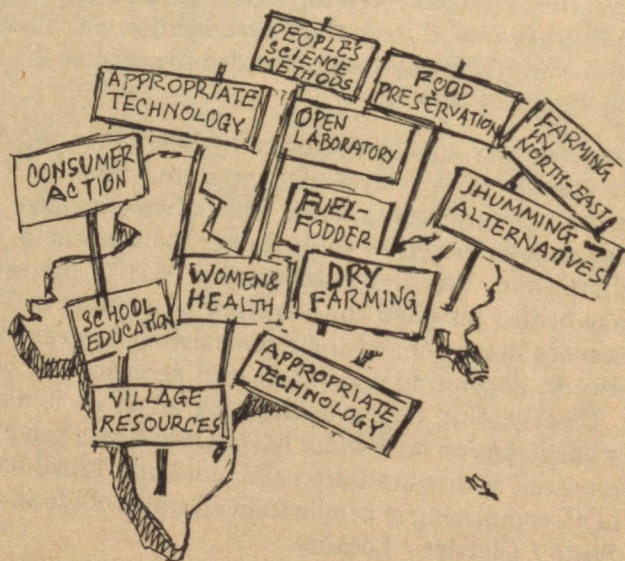 PEOPLE'S
SCIENCE
METHODS
APPROPRIATE
TECHNOLOGY
FOOD
PRESERVATION
OPEN
LABORATORY
FARMING
IN
NORTH-EAST
CONSUMER
ACTION
JHUMMING
ALTERNATIVES
FUEL-
FODDER
WOMEN &
HEALTH
DRY
FARMING
SCHOOL
EDUCATION
APPROPRIATE
TECHNOLOGY
VILLAGE
RESOURCES